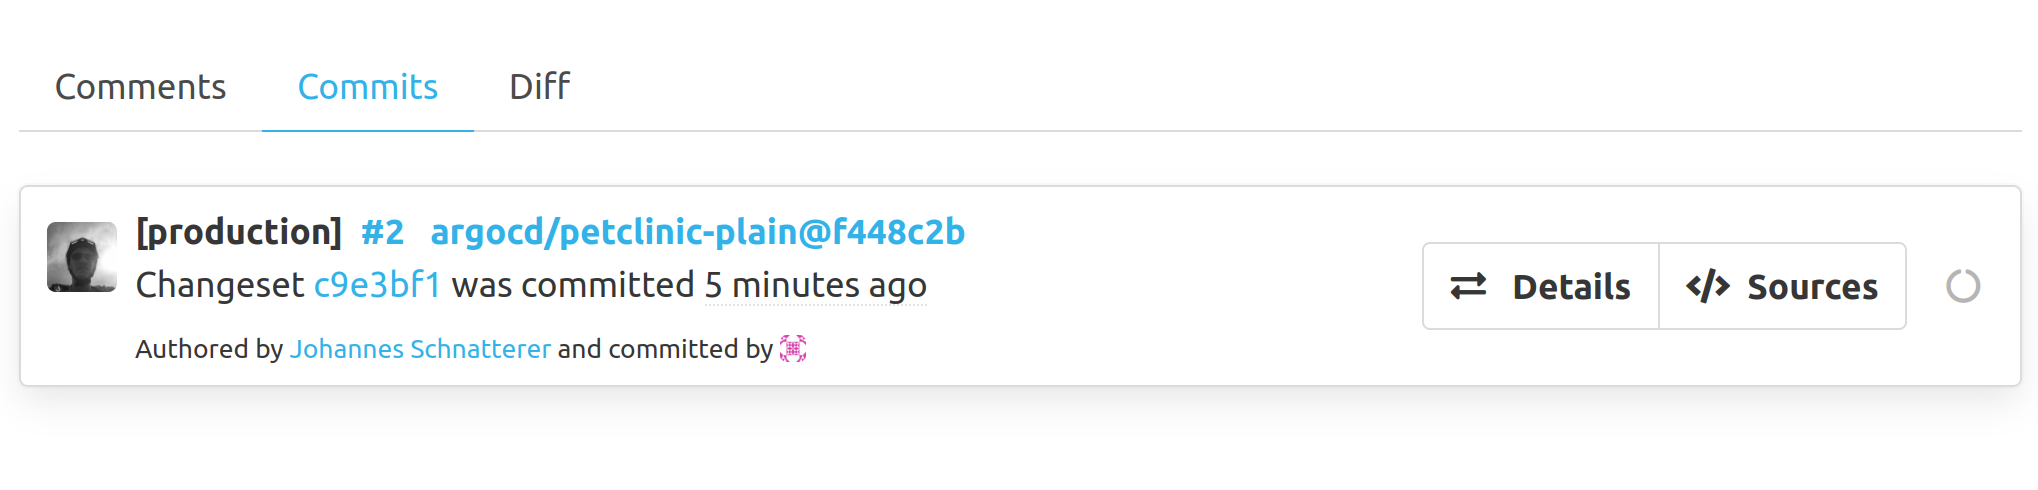 Comments Commits Diff
[production] #2 argocd/petclinic-plain@f448c2b
Changeset c9e3bf1 was committed 5 minutes ago
Details Sources
Authored by Johannes Schnatterer and committed by